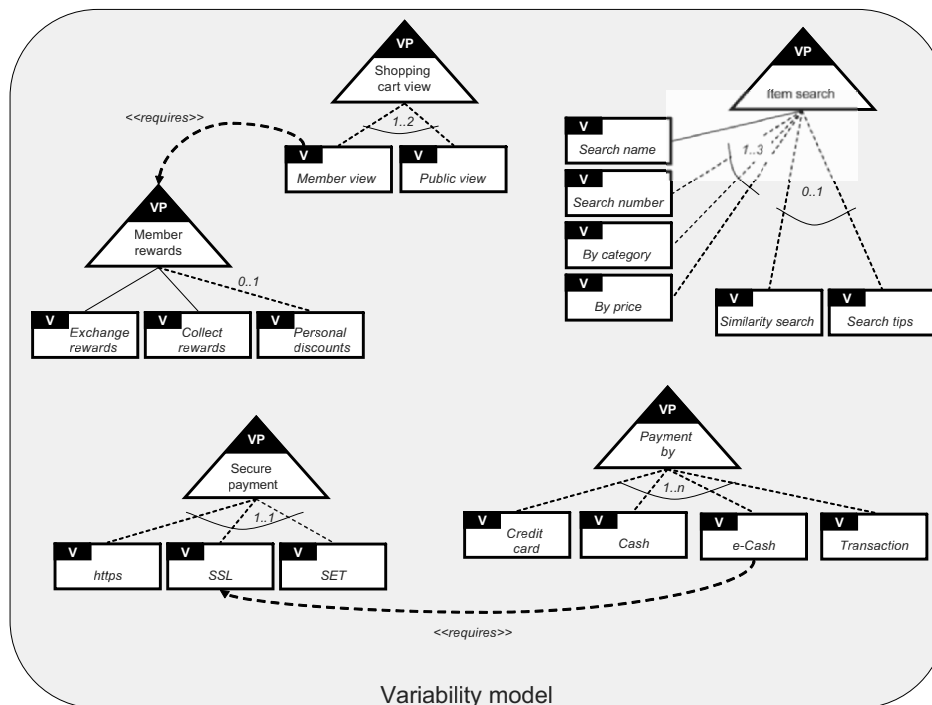 VP
Shopping
cart view
1..2
<<requires>>
V
Member view
V
Public view
VP
Item search
1..3
0..1
V
Search name
V
Search number
V
By category
V
By price
V
Similarity search
V
Search tips
VP
Member
rewards
0..1
V
Exchange
rewards
V
Collect
rewards
V
Personal
discounts
VP
Secure
payment
1..1
V
https
V
SSL
V
SET
VP
Payment
by
1..n
V
Credit
card
V
Cash
V
e-Cash
V
Transaction
<<requires>>
Variability model